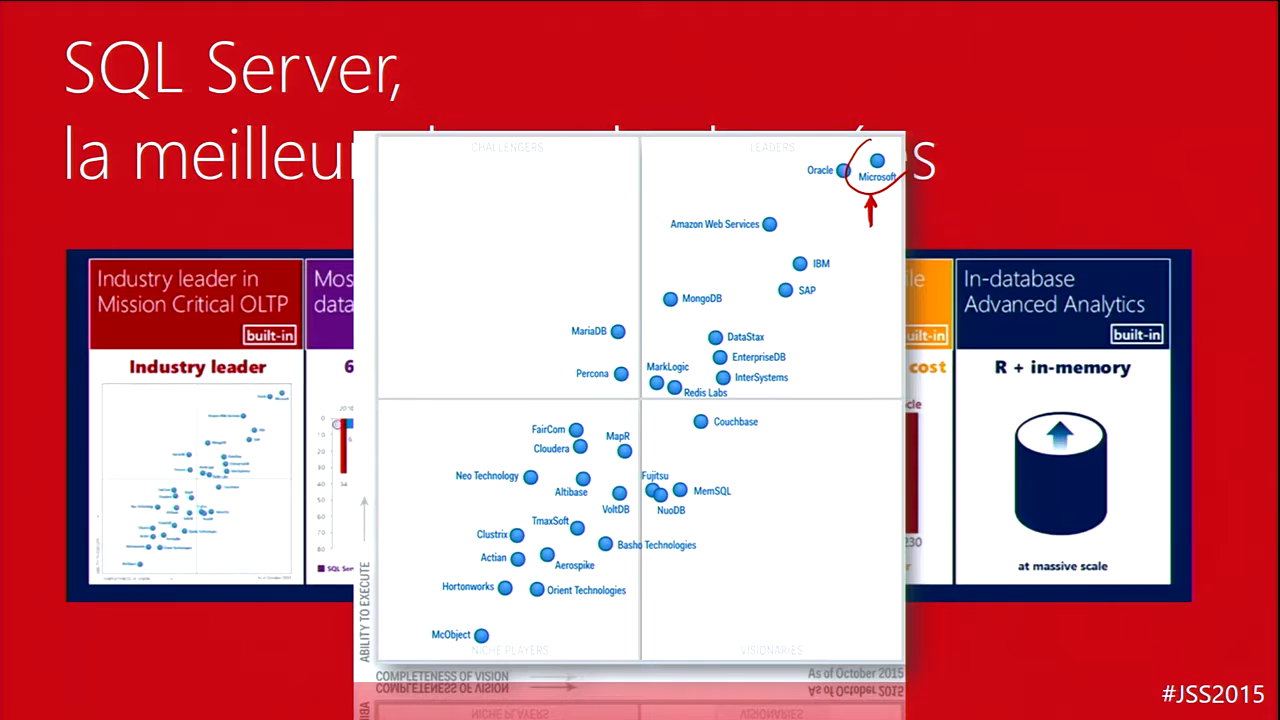 SQL Server,
la meilleur
és
CHALLENGERS
LEADERS
Oracle
Microsoft
Amazon Web Services
IBM
SAP
MongoDB
MariaDB
DataStax
EnterpriseDB
Percona
MarkLogic
InterSystems
Redis Labs
Couchbase
FairCom
MapR
Cloudera
Neo Technology
Fujitsu
Altibase
MemSQL
VoltDB
NuoDB
TmaxSoft
Clustrix
Basho Technologies
Actian
Aerospike
Hortonworks
Orient Technologies
McObject
NICHE PLAYERS
VISIONARIES
ABILITY TO EXECUTE
COMPLETENESS OF VISION
As of October 2015
Industry leader in
Mission Critical OLTP
built-in
Industry leader
Mos
data
6
SQL Ser
built-in
cost
In-database
Advanced Analytics
built-in
R + in-memory
at massive scale
#JSS2015